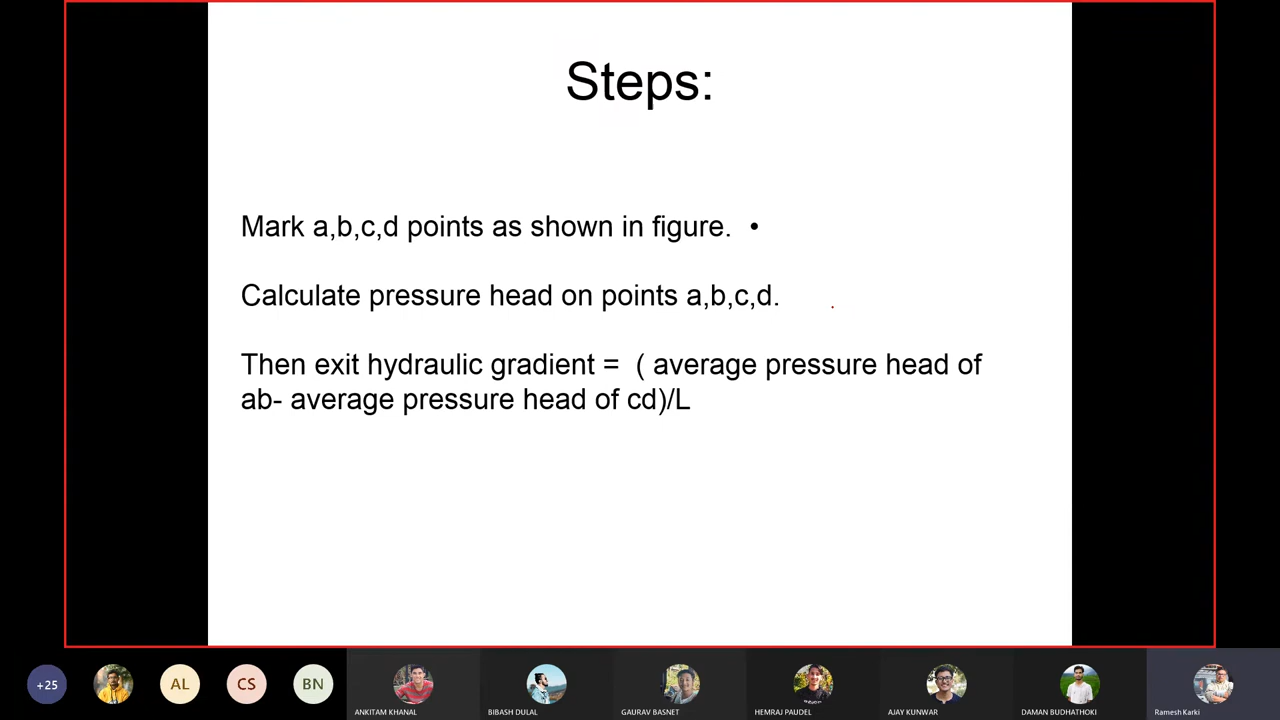 Steps:
Mark a,b,c,d points as shown in figure. •
Calculate pressure head on points a,b,c,d.
Then exit hydraulic gradient = ( average pressure head of
ab- average pressure head of cd)/L
+25
AL
CS
BN
ANKITAM KHANAL
BIBASH DULAL
GAURAV BASNET
HEMRAJ PAUDEL
AJAY KUNWAR
DAMAN BUDHATHOKI
Ramesh Karki